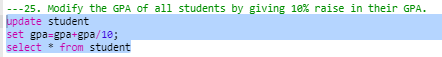 ---25. Modify the GPA of all students by giving 10% raise in their GPA.
update student
set gpa=gpa+gpa/10;
select * from student